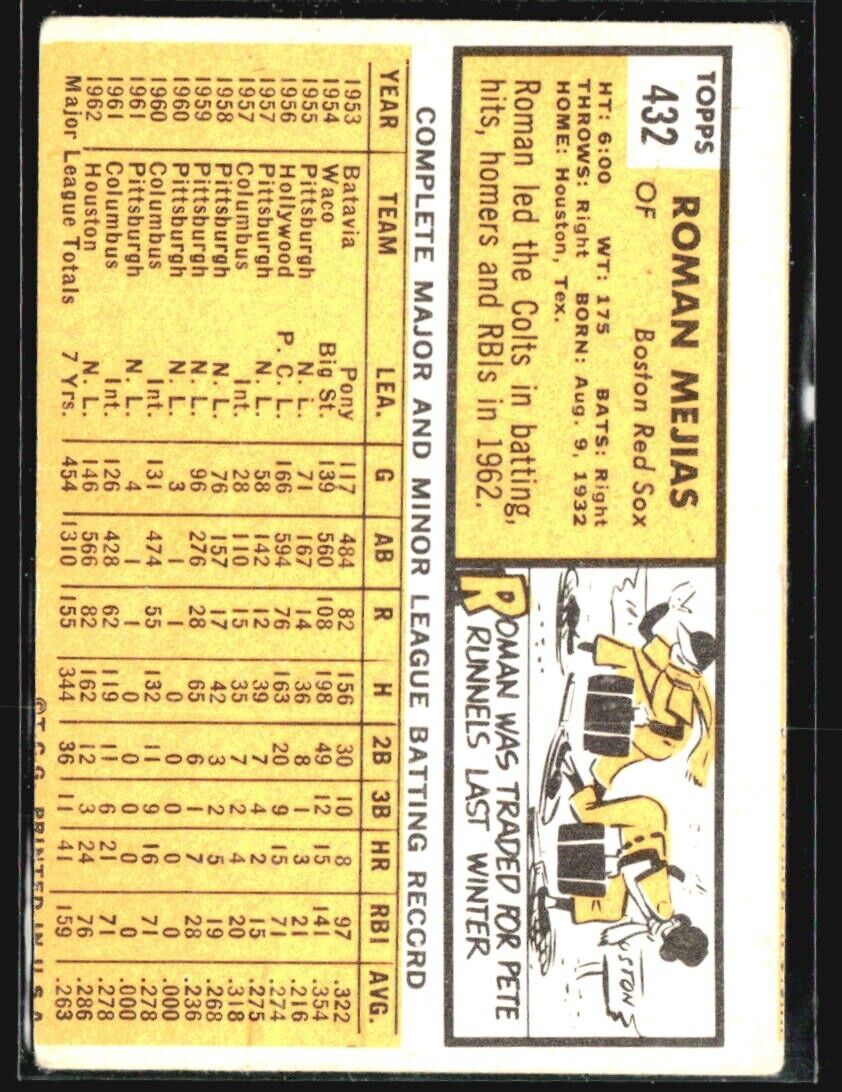 TOPPS
432
ROMAN MEJIAS
OF Boston Red Sox
HT: 6:00 WT: 175 BATS: Right
THROWS: Right BORN: Aug. 9, 1932
HOME: Houston, Tex.
Roman led the Colts in batting,
hits, homers and RBIs in 1962.
ROMAN WAS TRADED FOR PETE
RUNNELS LAST WINTER
COMPLETE MAJOR AND MINOR LEAGUE BATTING RECORD
YEAR TEAM LEA. G AB R H 2B 3B HR RBI AVG.
1953 Batavia Pony 117 484 82 156 30 10 8 97 .322
1954 Waco Big St. 139 560 108 198 49 12 15 141 .354
1955 Pittsburgh N. L. 71 167 14 36 8 1 3 21 .216
1956 Hollywood P. C. L. 166 594 76 163 20 9 15 71 .274
1957 Pittsburgh N. L. 58 142 12 39 7 4 2 15 .275
1957 Columbus Int. 28 110 15 35 7 2 4 20 .318
1958 Pittsburgh N. L. 76 157 17 42 3 2 5 19 .268
1959 Pittsburgh N. L. 96 276 28 65 6 1 7 28 .236
1960 Pittsburgh N. L. 3 1 1 0 0 0 0 0 .000
1960 Columbus Int. 131 474 55 132 11 9 16 71 .278
1961 Pittsburgh N. L. 4 1 1 0 0 0 0 0 .000
1961 Columbus Int. 126 428 62 119 11 6 21 71 .278
1962 Houston N. L. 146 566 82 162 12 3 24 76 .286
Major League Totals 7 Yrs. 454 1310 155 344 36 11 41 159 .263
©T.C.G. PRINTED IN U.S.A.